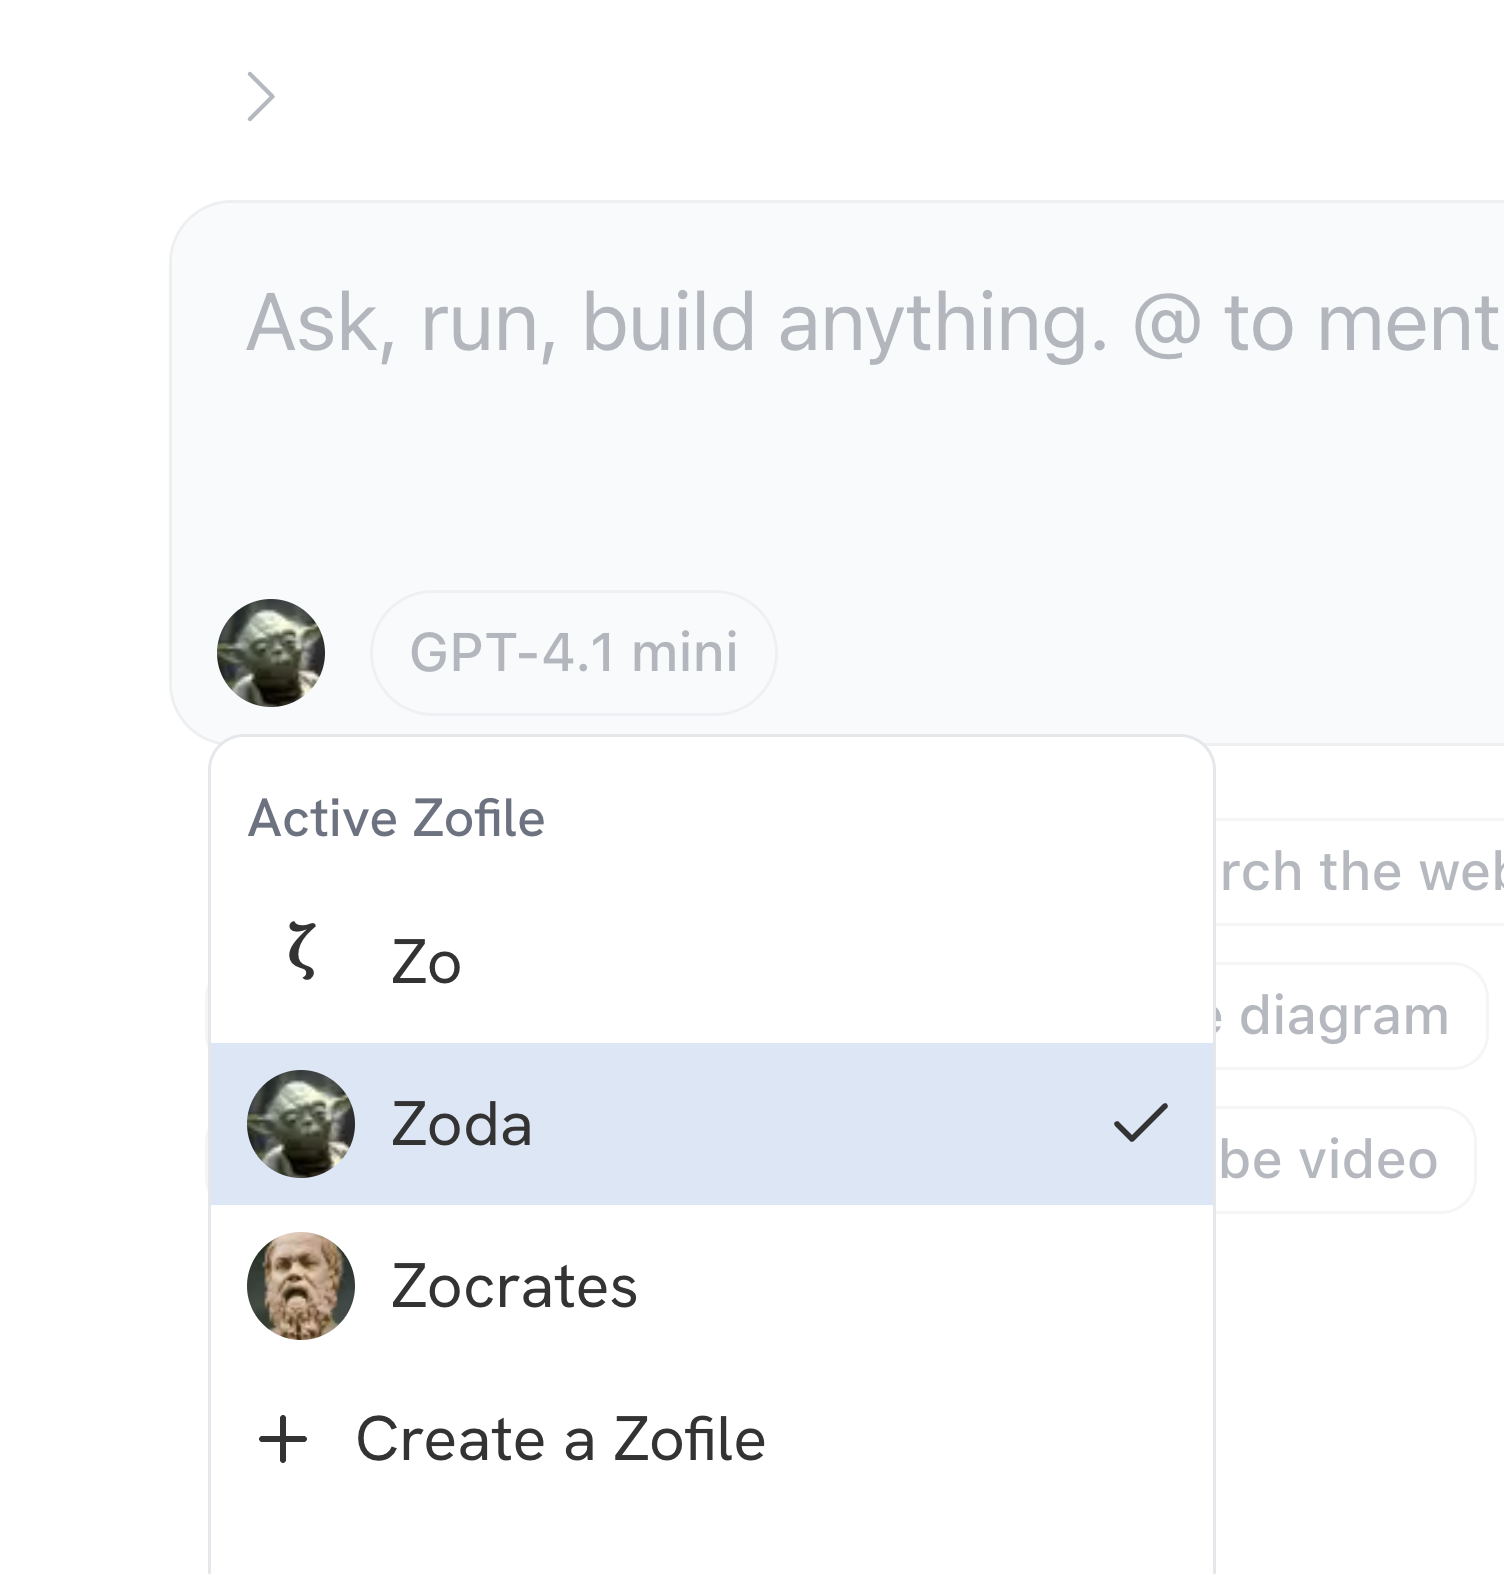 Ask, run, build anything. @ to ment
GPT-4.1 mini
Active Zofile
ζ Zo
Zoda
Zocrates
Create a Zofile
rch the web
diagram
be video